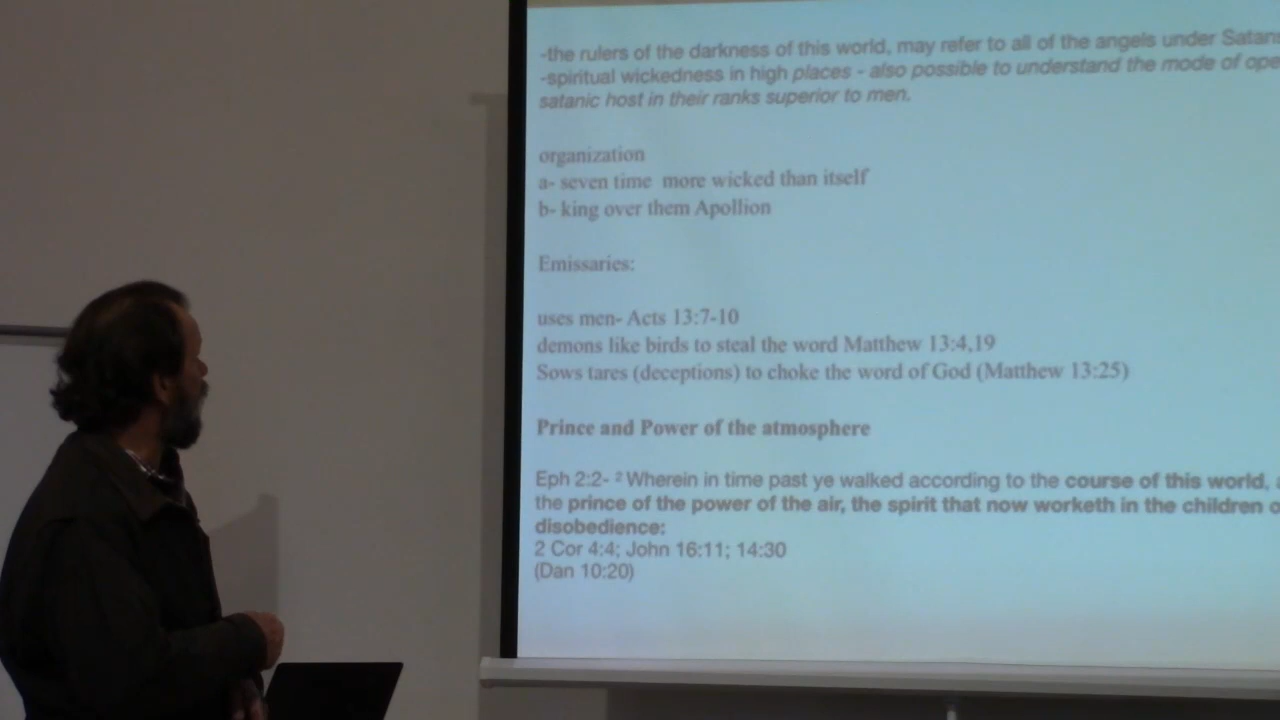 -the rulers of the darkness of this world, may refer to all of the angels under Satans
-spiritual wickedness in high places - also possible to understand the mode of ope
satanic host in their ranks superior to men.
organization
a- seven time more wicked than itself
b- king over them Apollion
Emissaries:
uses men- Acts 13:7-10
demons like birds to steal the word Matthew 13:4,19
Sows tares (deceptions) to choke the word of God (Matthew 13:25)
Prince and Power of the atmosphere
Eph 2:2- ² Wherein in time past ye walked according to the course of this world,
the prince of the power of the air, the spirit that now worketh in the children o
disobedience:
2 Cor 4:4; John 16:11; 14:30
(Dan 10:20)